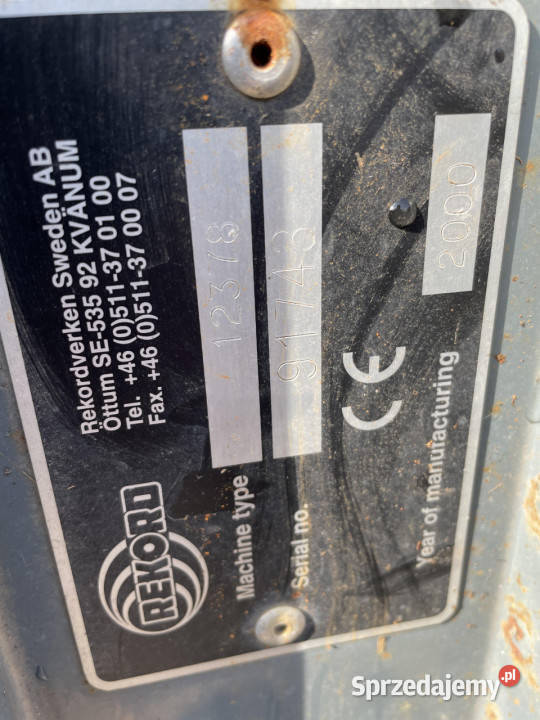 Rekordverken Sweden AB
Öttum SE-535 92 KVÄNUM
Tel. +46 (0)511-37 01 00
Fax. +46 (0)511-37 00 07
REKORD
Machine type 12378
Serial no. 91743
CE
Year of manufacturing 2000
Sprzedajemy.pl